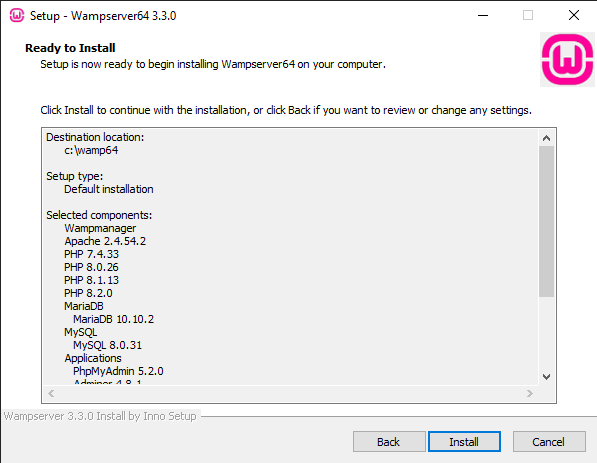 Setup - Wampserver64 3.3.0
Ready to Install
Setup is now ready to begin installing Wampserver64 on your computer.
Click Install to continue with the installation, or click Back if you want to review or change any settings.
Destination location:
c:\wamp64
Setup type:
Default installation
Selected components:
Wampmanager
Apache 2.4.54.2
PHP 7.4.33
PHP 8.0.26
PHP 8.1.13
PHP 8.2.0
MariaDB
MariaDB 10.10.2
MySQL
MySQL 8.0.31
Applications
PhpMyAdmin 5.2.0
Adminer 4.8.1
Wampserver 3.3.0 Install by Inno Setup
Back
Install
Cancel